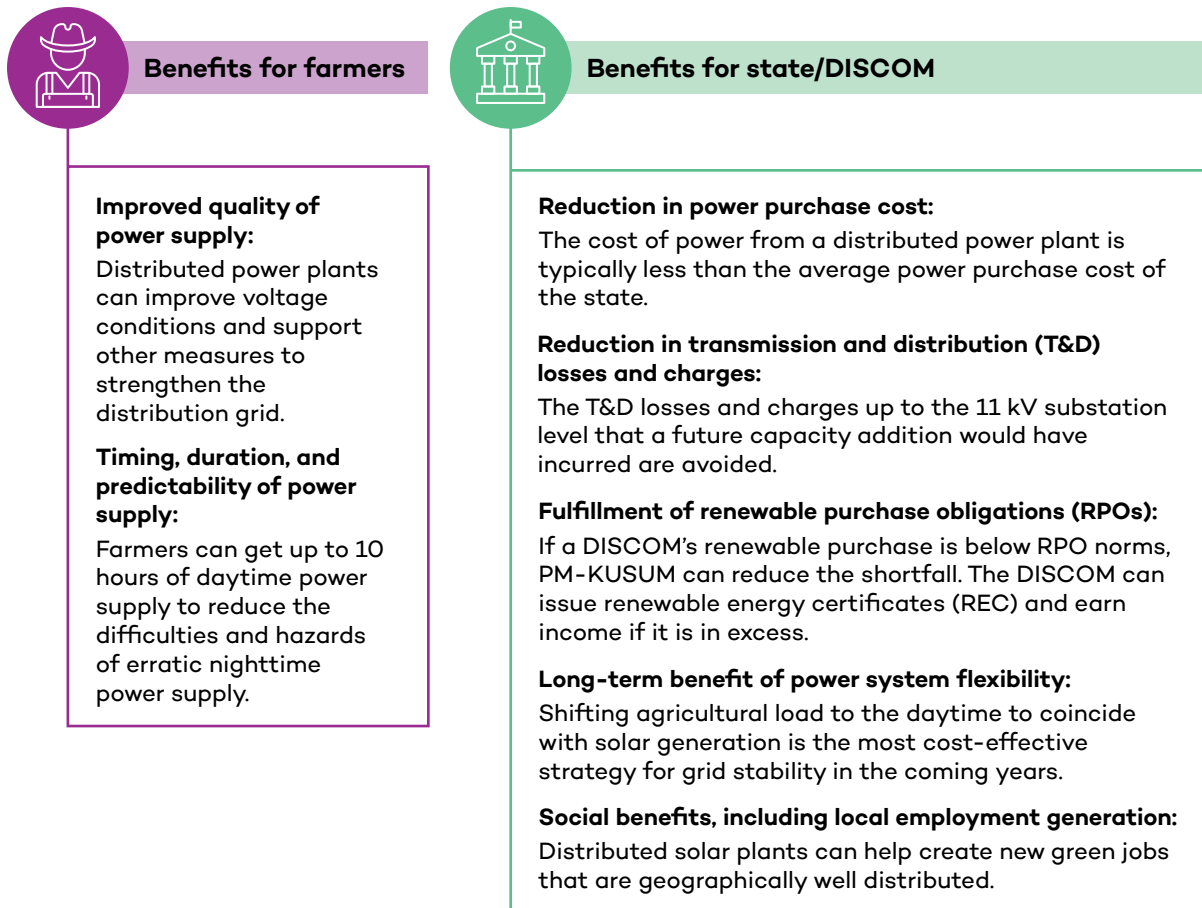 Benefits for farmers
Improved quality of
power supply:
Distributed power plants
can improve voltage
conditions and support
other measures to
strengthen the
distribution grid.
Timing, duration, and
predictability of power
supply:
Farmers can get up to 10
hours of daytime power
supply to reduce the
difficulties and hazards
of erratic nighttime
power supply.
Benefits for state/DISCOM
Reduction in power purchase cost:
The cost of power from a distributed power plant is
typically less than the average power purchase cost of
the state.
Reduction in transmission and distribution (T&D)
losses and charges:
The T&D losses and charges up to the 11 kV substation
level that a future capacity addition would have
incurred are avoided.
Fulfillment of renewable purchase obligations (RPOs):
If a DISCOM's renewable purchase is below RPO norms,
PM-KUSUM can reduce the shortfall. The DISCOM can
issue renewable energy certificates (REC) and earn
income if it is in excess.
Long-term benefit of power system flexibility:
Shifting agricultural load to the daytime to coincide
with solar generation is the most cost-effective
strategy for grid stability in the coming years.
Social benefits, including local employment generation:
Distributed solar plants can help create new green jobs
that are geographically well distributed.